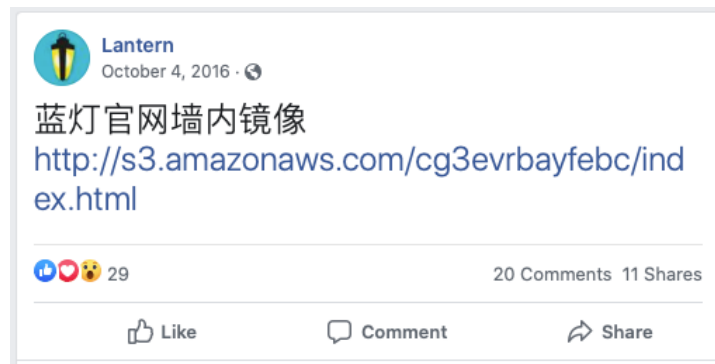 Lantern
October 4, 2016 ·
蓝灯官网墙内镜像
http://s3.amazonaws.com/cg3evrbayfebc/ind
ex.html
29
20 Comments 11 Shares
Like
Comment
Share